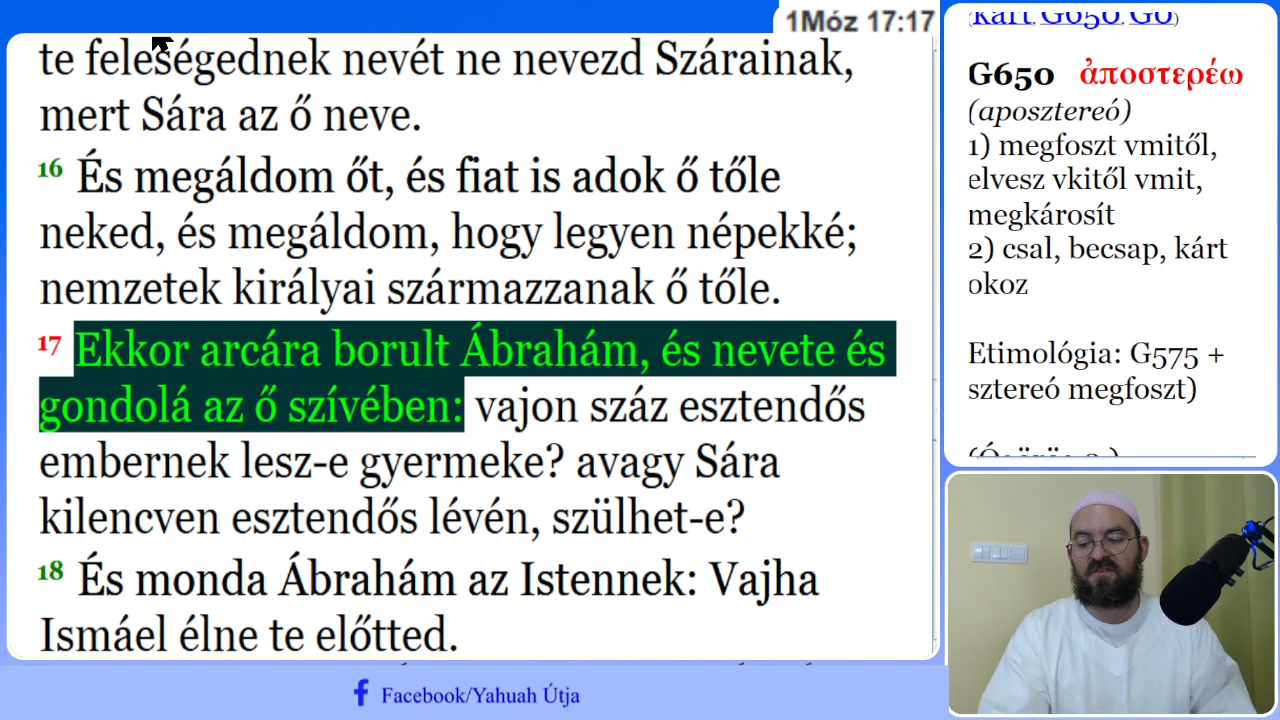 1Móz 17:17
te feleségednek nevét ne nevezd Szárainak,
mert Sára az ő neve.
16 És megáldom őt, és fiat is adok ő tőle
neked, és megáldom, hogy legyen népekké;
nemzetek királyai származzanak ő tőle.
17 Ekkor arcára borult Ábrahám, és nevete és
gondolá az ő szívében: vajon száz esztendős
embernek lesz-e gyermeke? avagy Sára
kilencven esztendős lévén, szülhet-e?
18 És monda Ábrahám az Istennek: Vajha
Ismáel élne te előtted.
G650 ἀποστερέω
(aposztereó)
1) megfoszt vmitől,
elvesz vkitől vmit,
megkárosít
2) csal, becsap, kárt
okoz
Etimológia: G575 +
sztereó megfoszt)
Facebook/Yahuah Útja